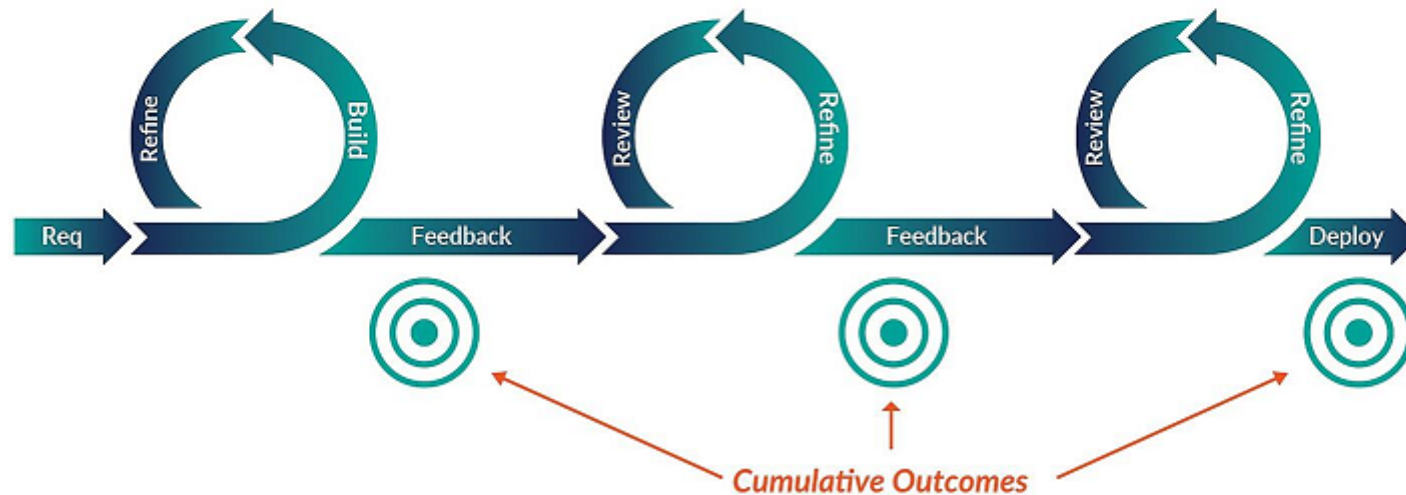 Refine
Build
Review
Refine
Review
Refine
Req
Feedback
Feedback
Deploy
Cumulative Outcomes